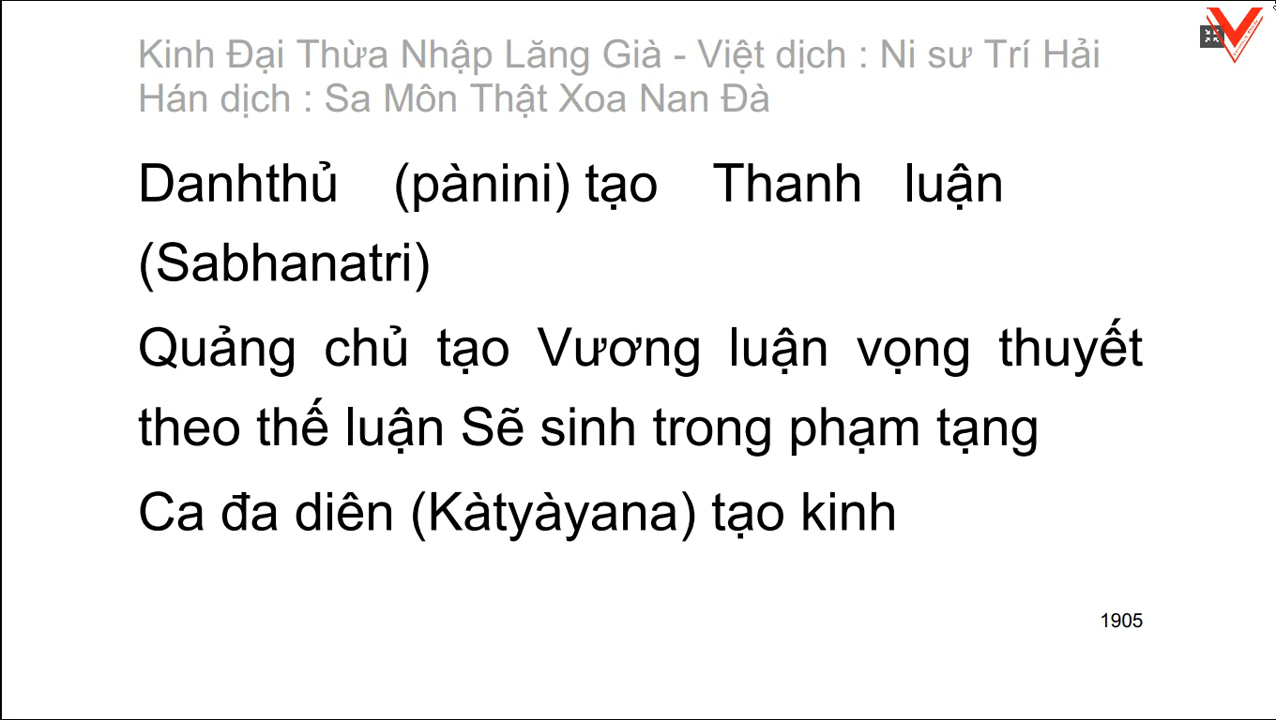 Kinh Đại Thừa Nhập Lăng Già - Việt dịch : Ni sư Trí Hải
Hán dịch : Sa Môn Thật Xoa Nan Đà
Danhthủ (pànini) tạo Thanh luận
(Sabhanatri)
Quảng chủ tạo Vương luận vọng thuyết
theo thế luận Sẽ sinh trong phạm tạng
Ca đa diên (Kàtyàyana) tạo kinh
1905